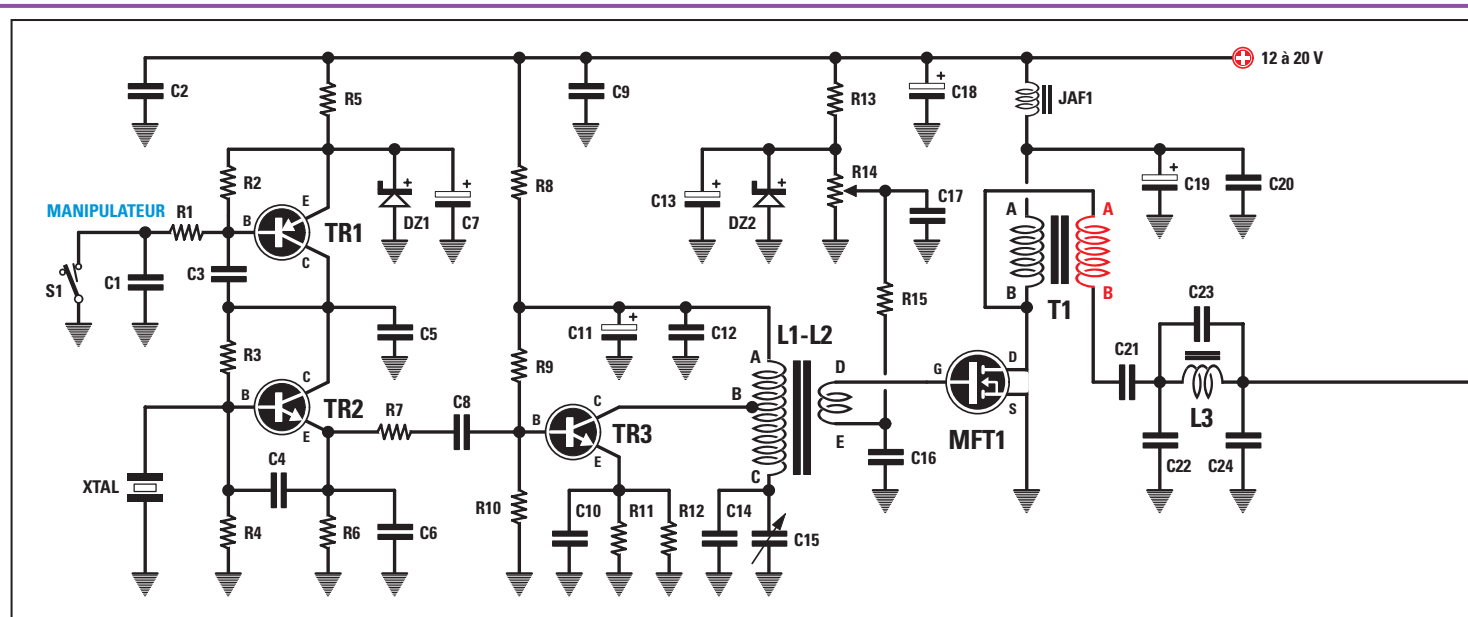 12 à 20 V
C2
R5
C9
R13
C18
+
JAF1
R2
MANIPULATEUR
R1
E
B
TR1
C
DZ1
+
C7
+
R8
C13
+
DZ2
+
R14
C17
C19
+
C20
A
B
T1
A
B
S1
C1
C3
R3
C5
C11
+
C12
L1-L2
R15
C23
R9
A
B
C
D
E
G
D
S
MFT1
C21
L3
B
C
E
TR2
R7
C8
B
C
E
TR3
C16
C22
C24
XTAL
C4
R4
R6
C6
R10
C10
R11
R12
C14
C15